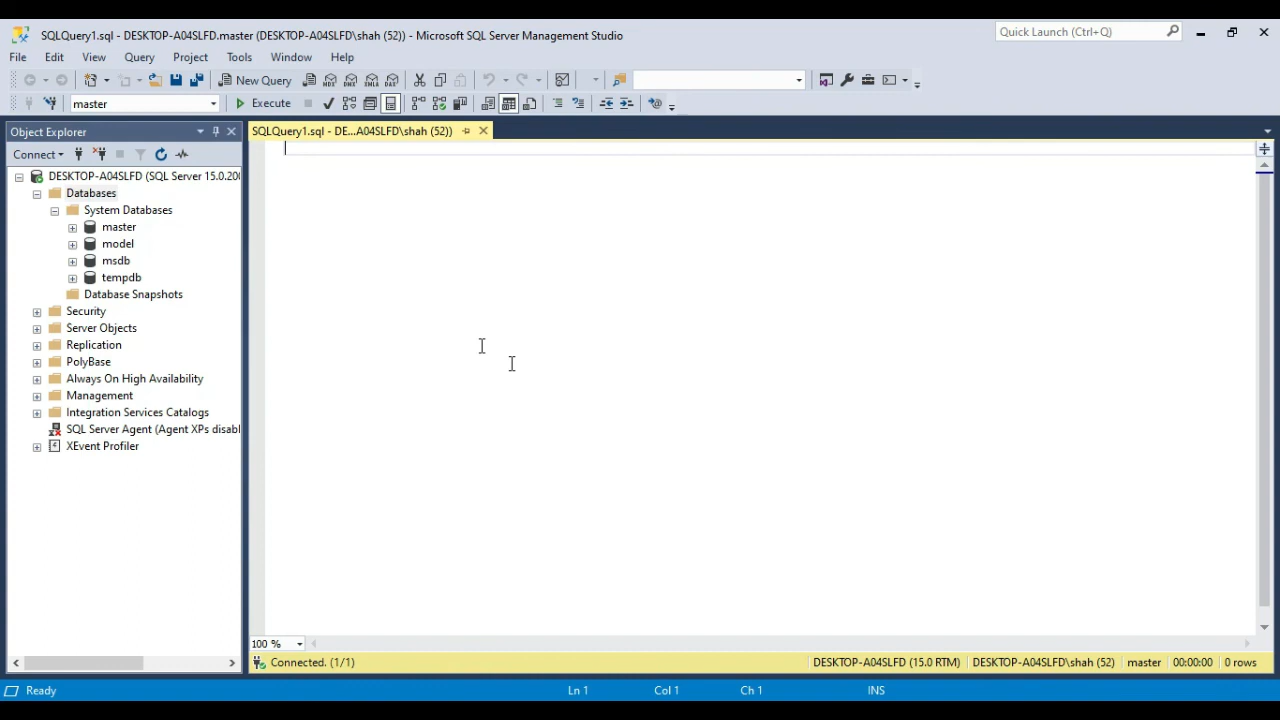 SQLQuery1.sql - DESKTOP-A04SLFD.master (DESKTOP-A04SLFD\shah (52)) - Microsoft SQL Server Management Studio
Quick Launch (Ctrl+Q)
File Edit View Query Project Tools Window Help
New Query
master
Execute
Object Explorer
SQLQuery1.sql - DE...A04SLFD\shah (52))
Connect
DESKTOP-A04SLFD (SQL Server 15.0.200
Databases
System Databases
master
model
msdb
tempdb
Database Snapshots
Security
Server Objects
Replication
PolyBase
Always On High Availability
Management
Integration Services Catalogs
SQL Server Agent (Agent XPs disabl
XEvent Profiler
100 %
Connected. (1/1)
DESKTOP-A04SLFD (15.0 RTM) DESKTOP-A04SLFD\shah (52) master 00:00:00 0 rows
Ready Ln 1 Col 1 Ch 1 INS